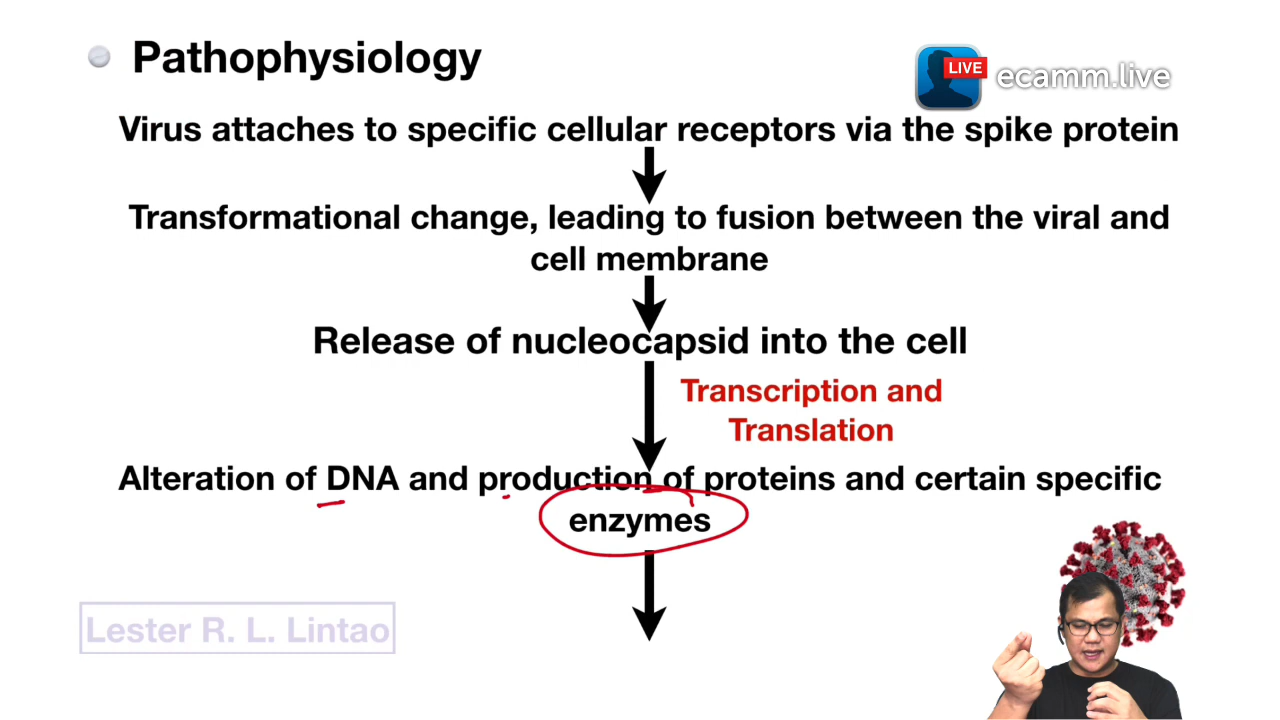 Pathophysiology
LIVE
ecamm.live
Virus attaches to specific cellular receptors via the spike protein
Transformational change, leading to fusion between the viral and
cell membrane
Release of nucleocapsid into the cell
Transcription and
Translation
Alteration of DNA and production of proteins and certain specific
enzymes
Lester R. L. Lintao